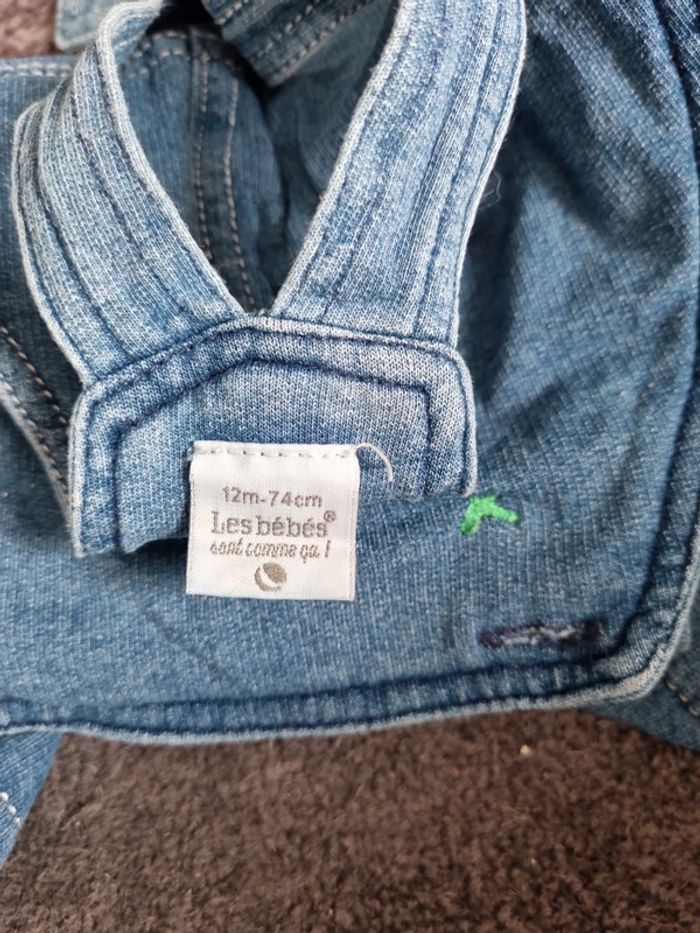 12m-74cm
Les bébés®
sont comme ça !